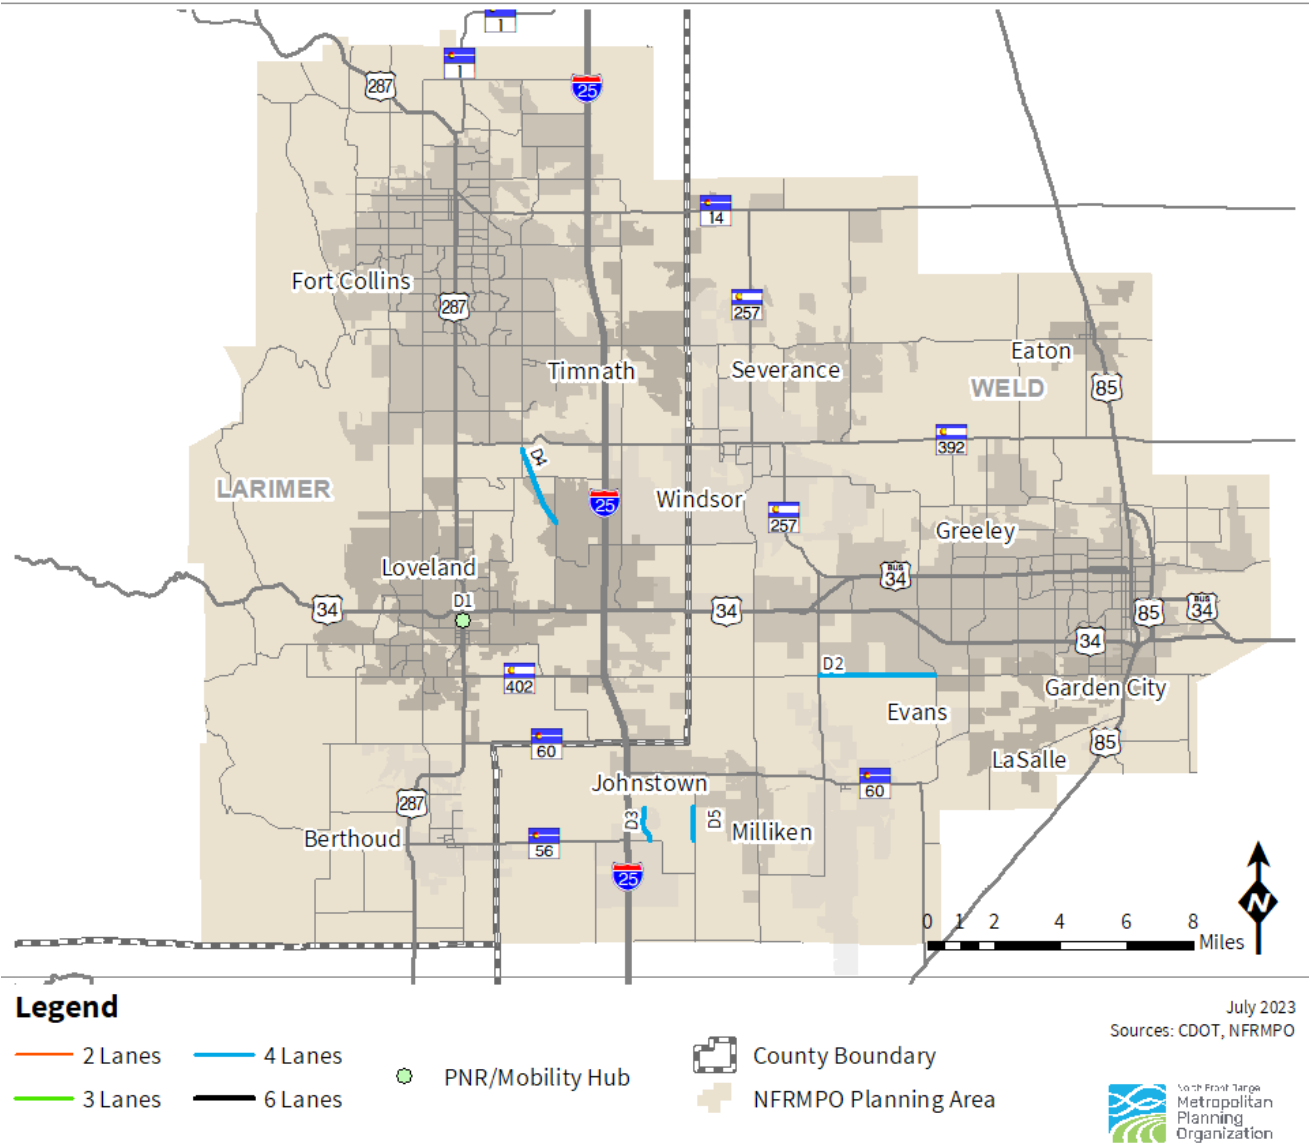 1
1
287
25
14
Fort Collins
287
257
Eaton
Timnath
Severance
WELD
85
392
D4
LARIMER
25
Windsor
257
Greeley
Loveland
BUS
34
D1
34
34
85
BUS
34
34
D2
402
Garden City
Evans
60
85
LaSalle
Johnstown
60
287
D3
D5
Milliken
Berthoud
56
25
N
0 1 2 4 6 8
Miles
Legend
July 2023
Sources: CDOT, NFRMPO
2 Lanes
4 Lanes
County Boundary
PNR/Mobility Hub
3 Lanes
6 Lanes
NFRMPO Planning Area
North Front Range
Metropolitan
Planning
Organization